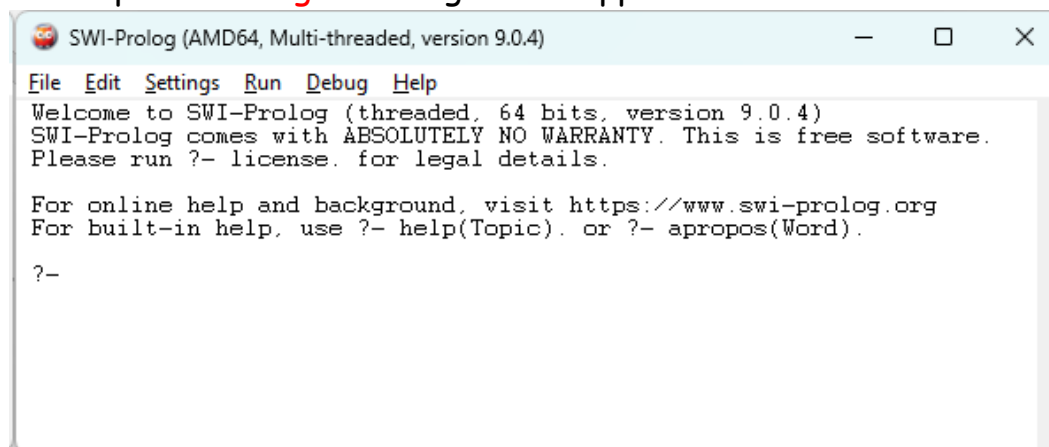 SWI-Prolog (AMD64, Multi-threaded, version 9.0.4)
File Edit Settings Run Debug Help
Welcome to SWI-Prolog (threaded, 64 bits, version 9.0.4)
SWI-Prolog comes with ABSOLUTELY NO WARRANTY. This is free software.
Please run ?- license. for legal details.
For online help and background, visit https://www.swi-prolog.org
For built-in help, use ?- help(Topic). or ?- apropos(Word).
?-